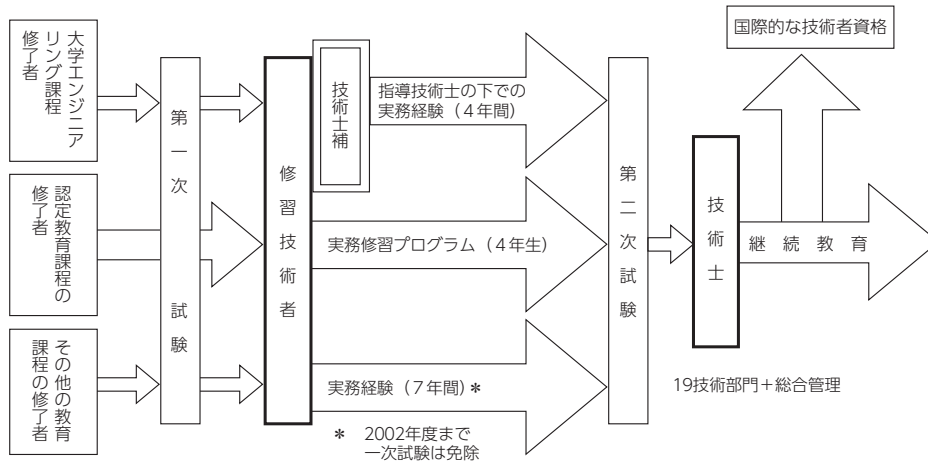 大学エンジニア
リング課程
修了者
認定教育課程の
修了者
その他の教育
課程の修了者
第一次試験
修習技術者
技術士補
指導技術士の下での
実務経験（４年間）
実務修習プログラム（４年生）
実務経験（７年間）＊
＊　2002年度まで
一次試験は免除
第二次試験
技術士
19技術部門＋総合管理
継続教育
国際的な技術者資格